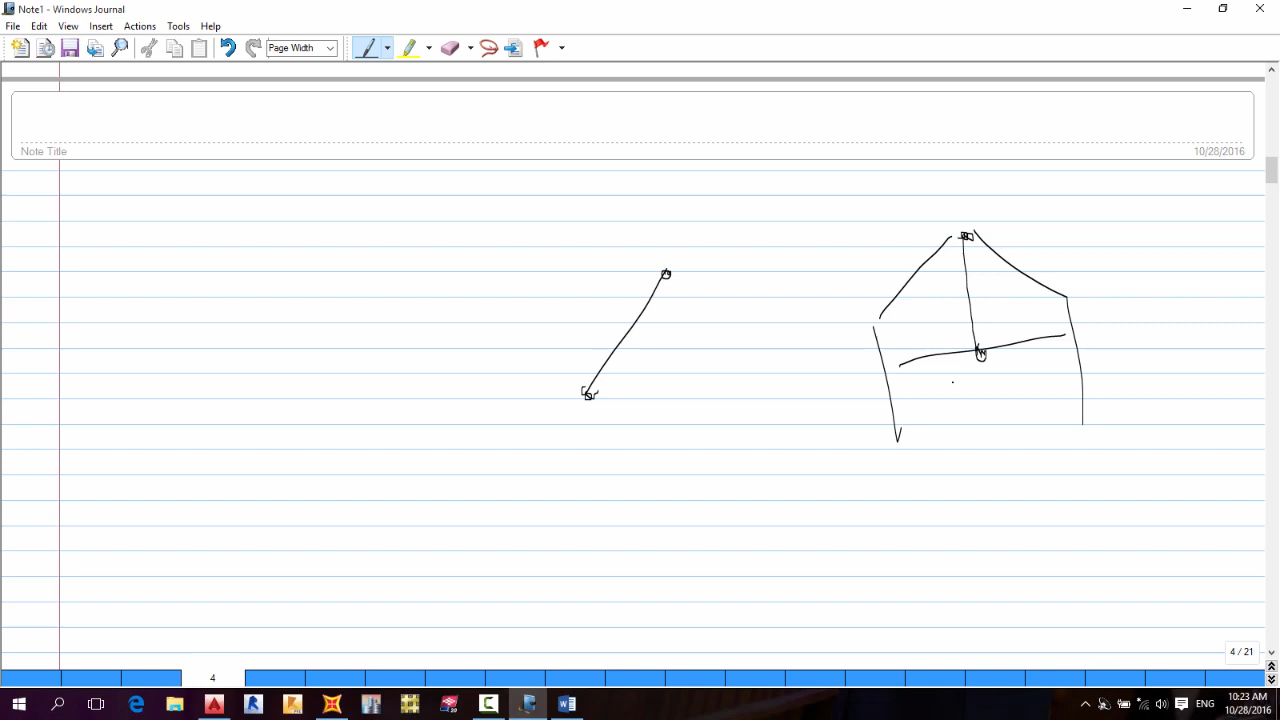 Note1 - Windows Journal
File Edit View Insert Actions Tools Help
Page Width
Note Title
10/28/2016
4 / 21
4
ENG
10:23 AM
10/28/2016